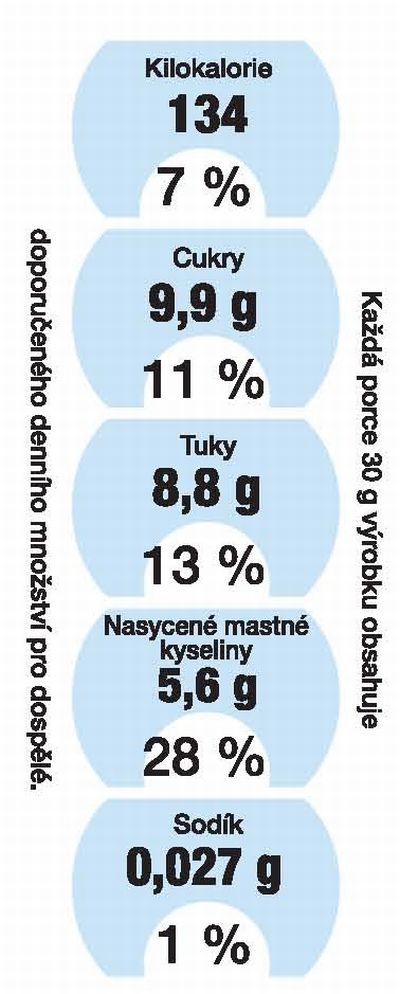 Každá porce 30 g výrobku obsahuje
Kilokalorie
134
7 %
Cukry
9,9 g
11 %
Tuky
8,8 g
13 %
Nasycené mastné
kyseliny
5,6 g
28 %
Sodík
0,027 g
1 %
doporučeného denního množství pro dospělé.